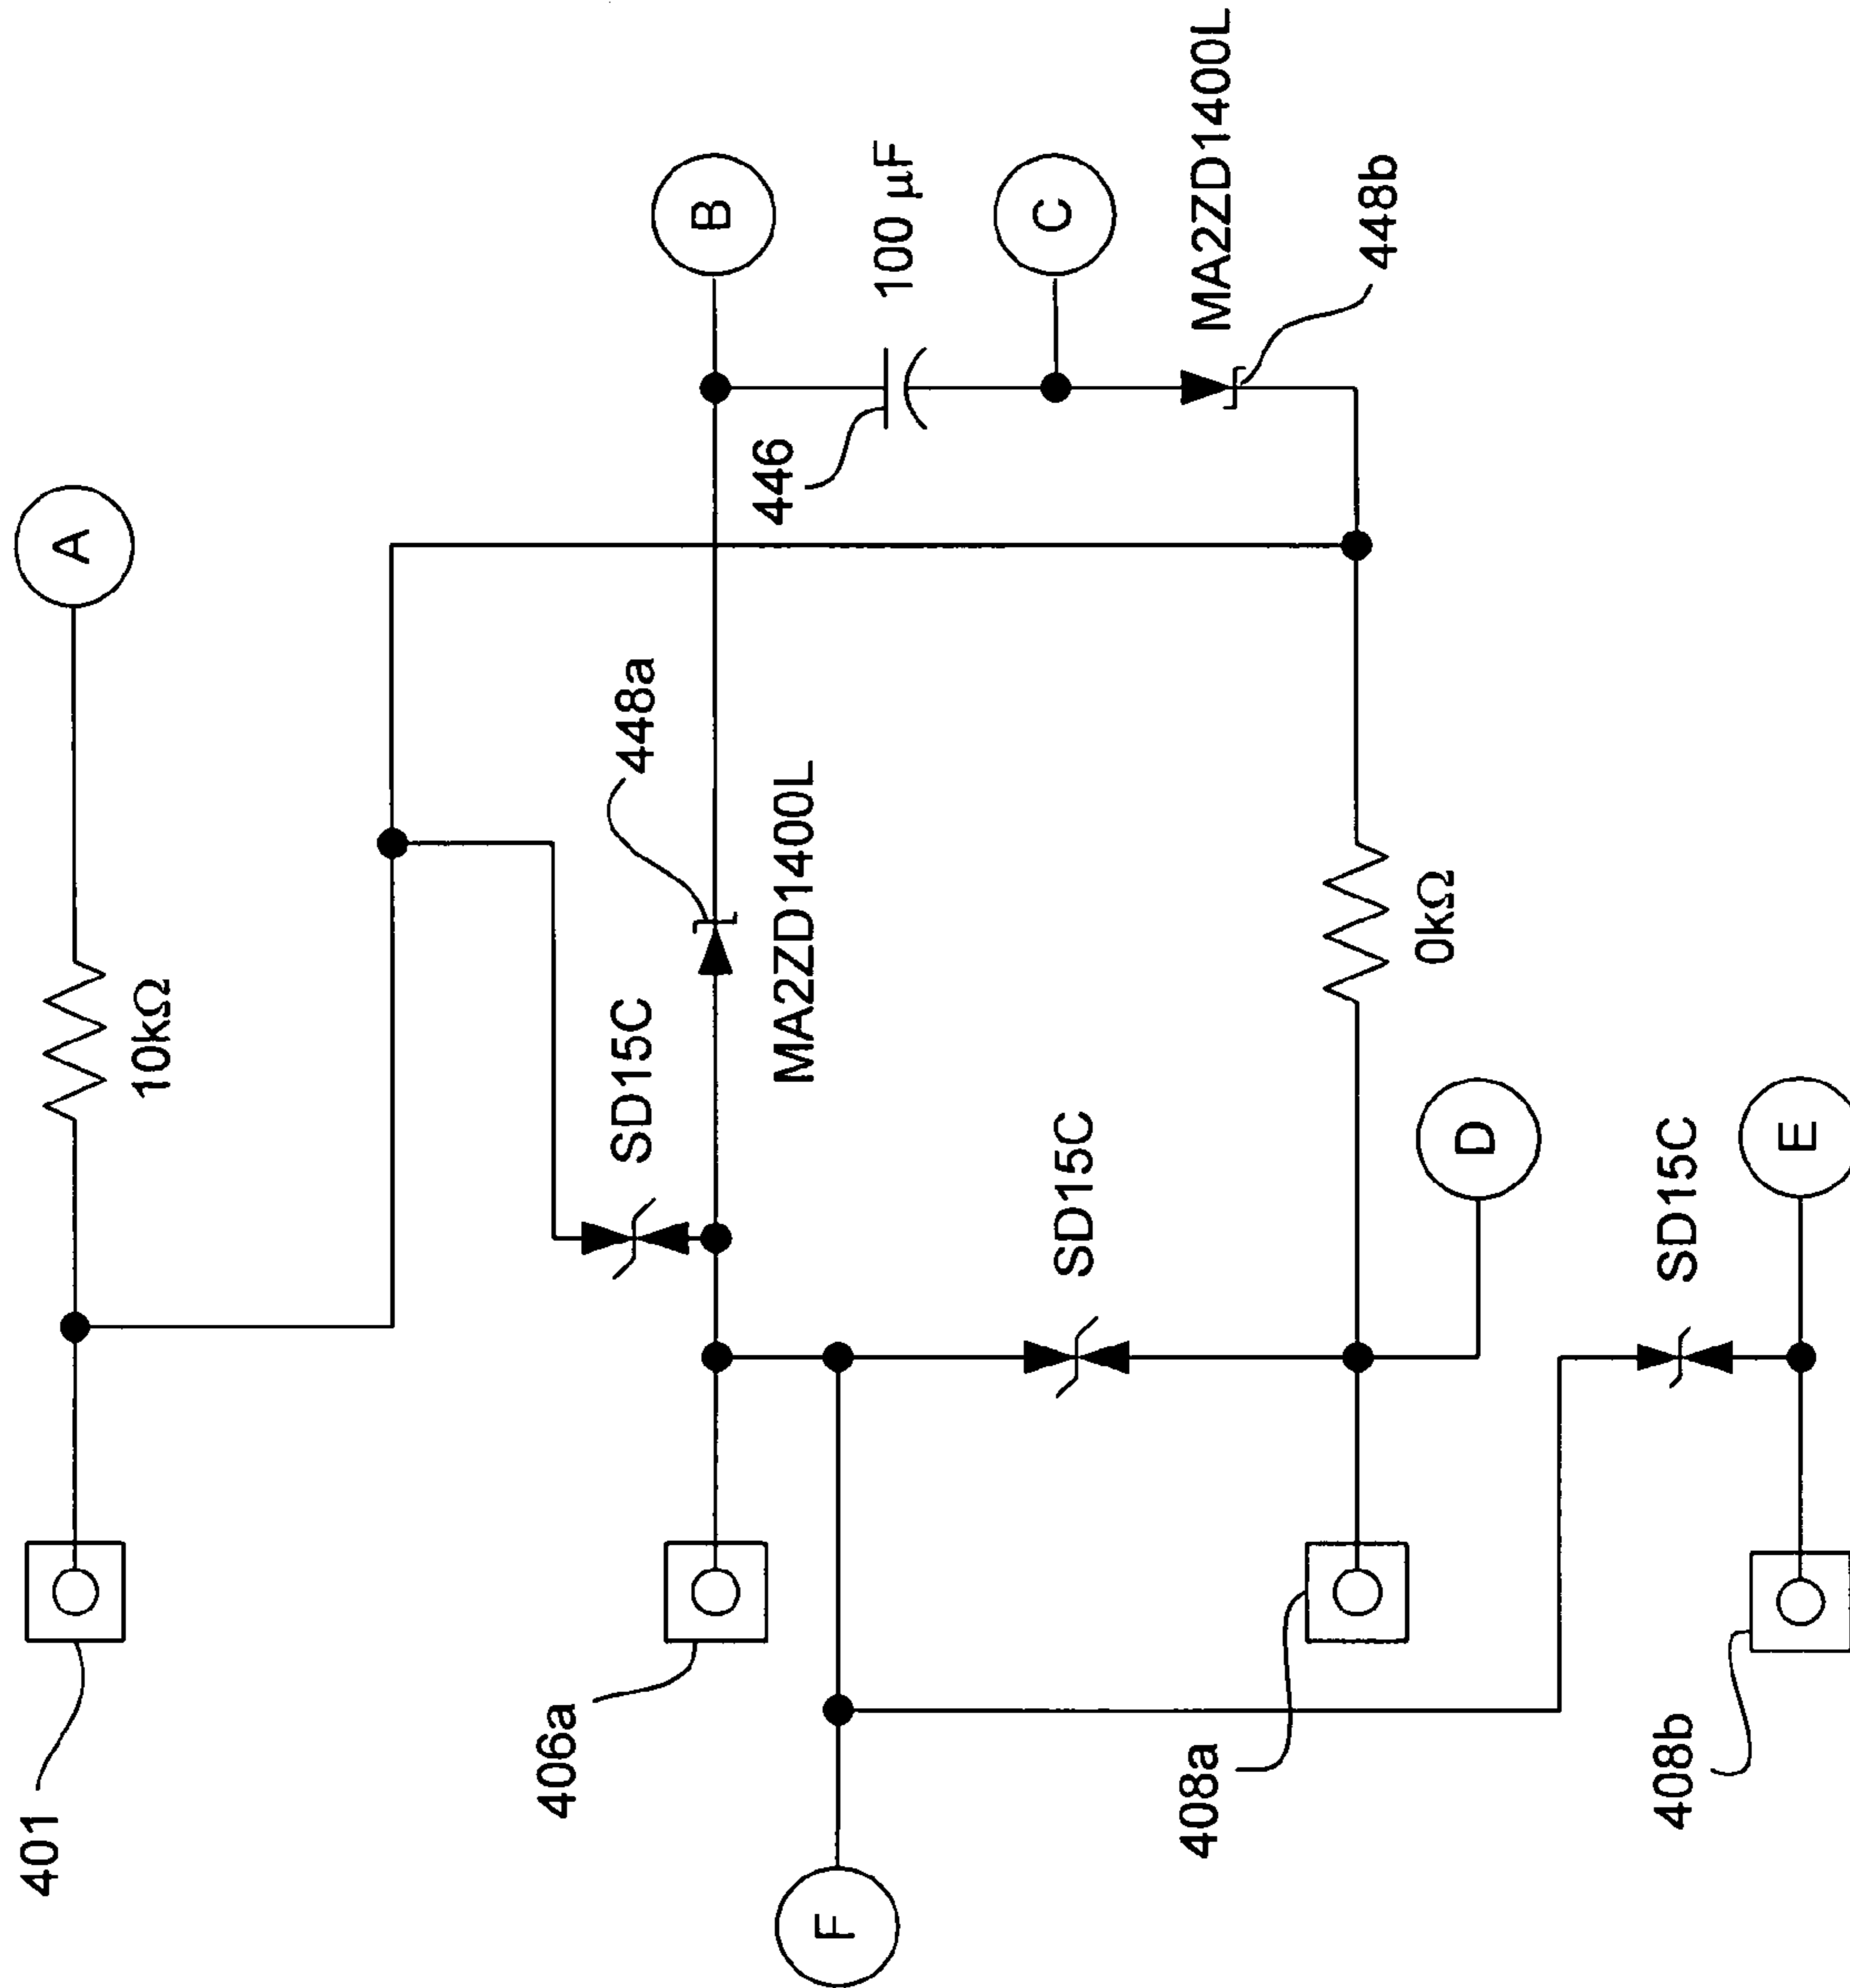 401
10kΩ
A
406a
SD15C
448a
MA2ZD1400L
446
B
100 µF
C
MA2ZD1400L
448b
F
SD15C
408a
0kΩ
D
408b
SD15C
E